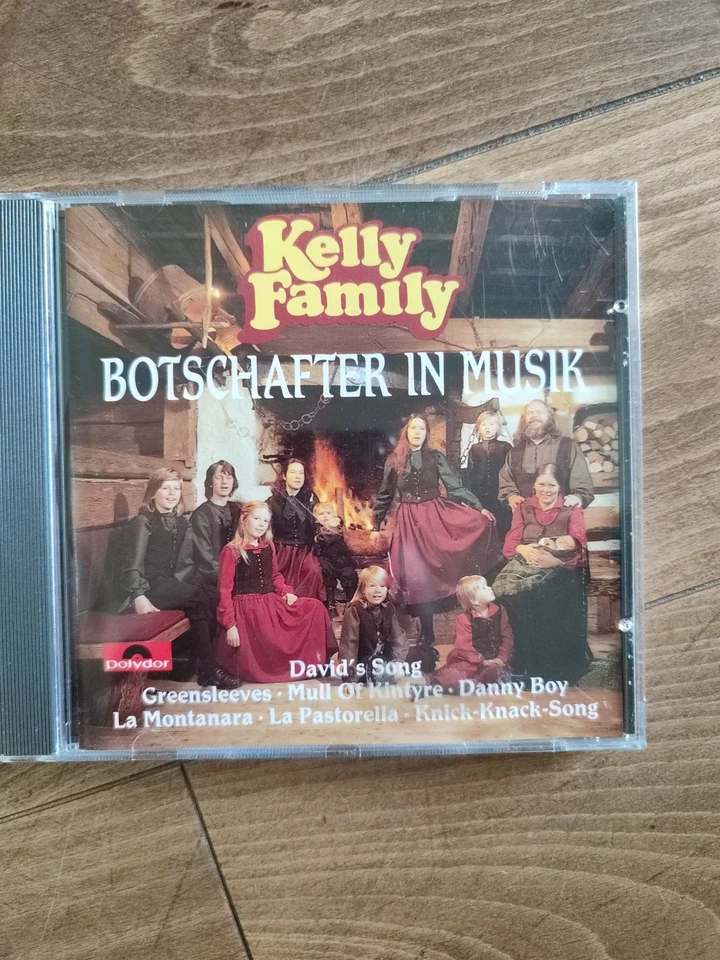 Kelly
Family
BOTSCHAFTER IN MUSIK
polydor
David's Song
Greensleeves · Mull Of Kintyre · Danny Boy
La Montanara · La Pastorella · Knick-Knack-Song